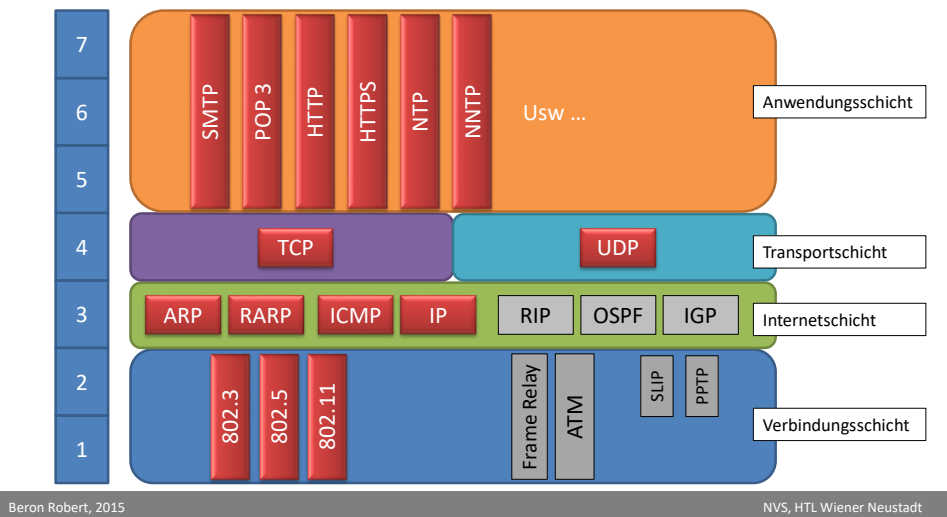 7
6
5
4
3
2
1
SMTP
POP 3
HTTP
HTTPS
NTP
NNTP
Usw ...
Anwendungsschicht
TCP
UDP
Transportschicht
ARP
RARP
ICMP
IP
RIP
OSPF
IGP
Internetschicht
802.3
802.5
802.11
Frame Relay
ATM
SLIP
PPTP
Verbindungsschicht
Beron Robert, 2015
NVS, HTL Wiener Neustadt